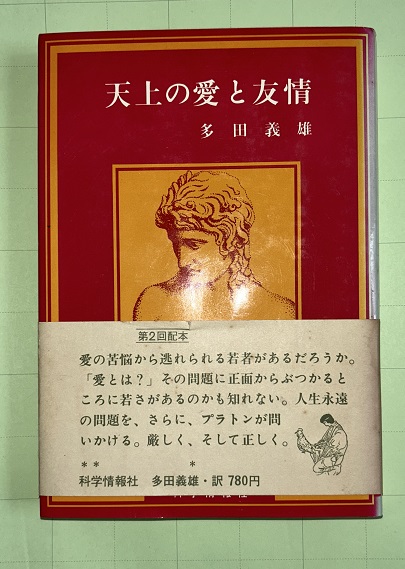 天上の愛と友情
多田義雄
第2回配本
愛の苦悩から逃れられる若者があるだろうか。
「愛とは？」その問題に正面からぶつかると
ころに若さがあるのかも知れない。人生永遠
の問題を、さらに、プラトンが問
いかける。厳しく、そして正しく。
** *
科学情報社 多田義雄・訳 780円